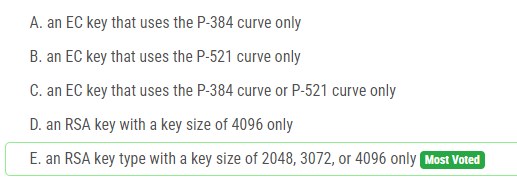 A. an EC key that uses the P-384 curve only
B. an EC key that uses the P-521 curve only
C. an EC key that uses the P-384 curve or P-521 curve only
D. an RSA key with a key size of 4096 only
E. an RSA key type with a key size of 2048, 3072, or 4096 only Most Voted